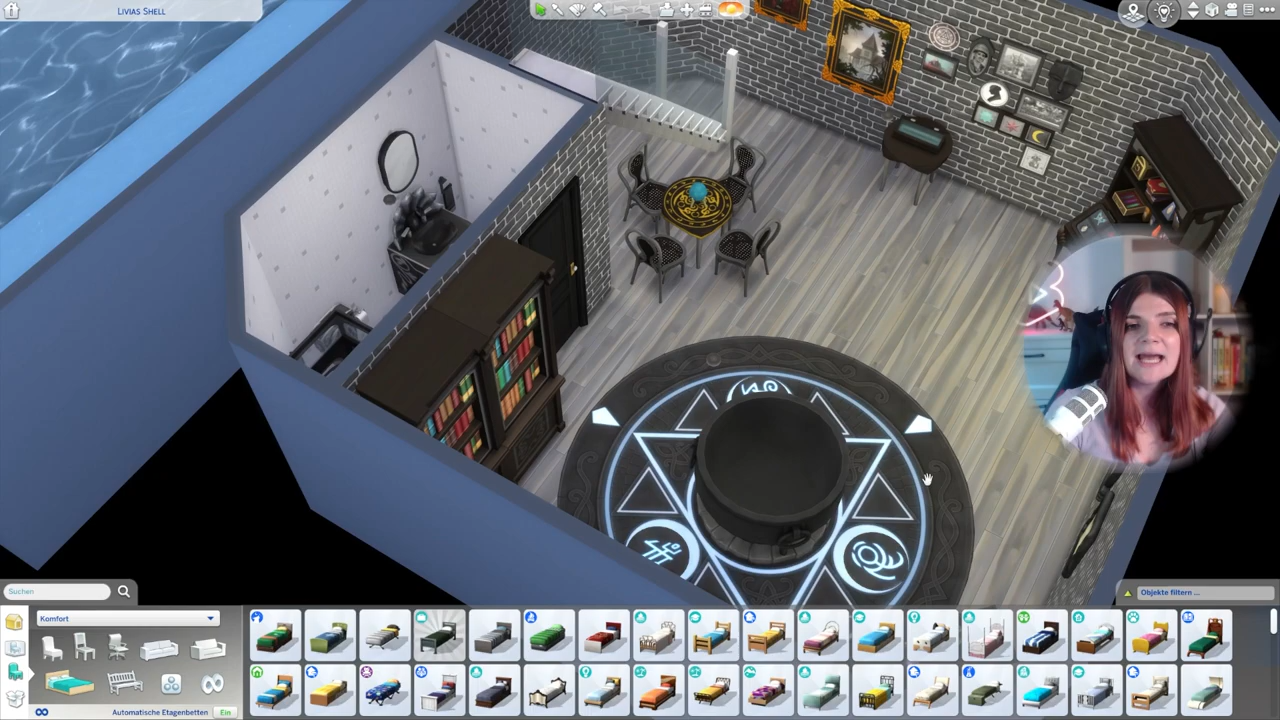 Livias Shell
Suchen
Objekte filtern ...
Komfort
Automatische Etagenbetten
Ein